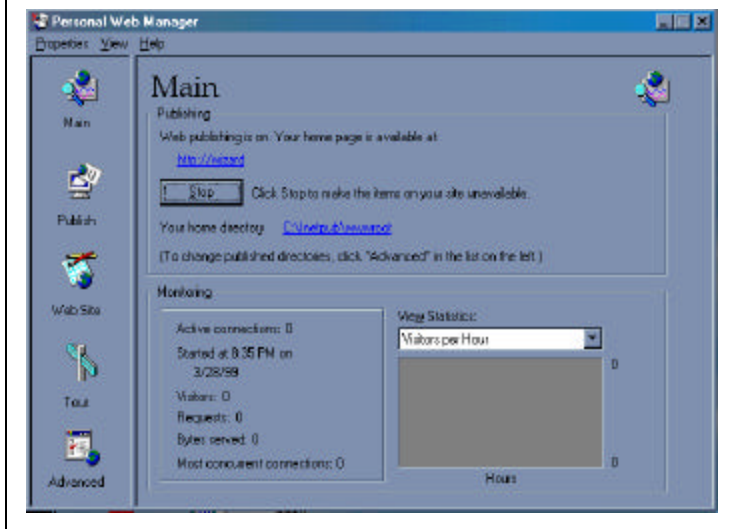 Personal Web Manager
Properties View Help
Main
Publish
Web Site
Tour
Advanced
Main
Publishing
Web publishing is on. Your home page is available at:
http://wizard
Stop Click Stop to make the items on your site unavailable.
Your home directory: C:\Inetpub\wwwroot
(To change published directories, click "Advanced" in the list on the left.)
Monitoring
Active connections: 0
Started at 8:35 PM on
3/28/99
Visitors: 0
Requests: 0
Bytes served: 0
Most concurrent connections: 0
View Statistics:
Visitors per Hour
0
0
Hours